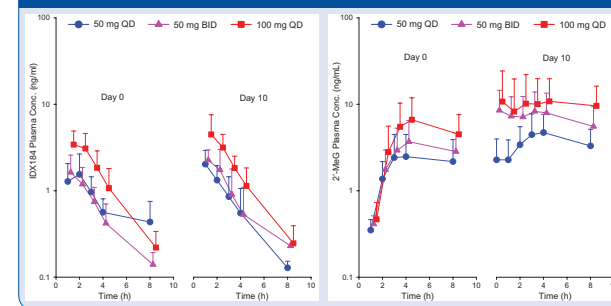 50 mg QD 50 mg BID 100 mg QD
IDX184 Plasma Conc. (ng/ml)
100
10
1
0.1
Day 0
Day 10
0 2 4 6 8 10
0 2 4 6 8 10
Time (h)
Time (h)
50 mg QD 50 mg BID 100 mg QD
2'-MeG Plasma Conc. (ng/mL)
100
10
1
0.1
Day 0
Day 10
0 2 4 6 8 10
0 2 4 6 8
Time (h)
Time (h)